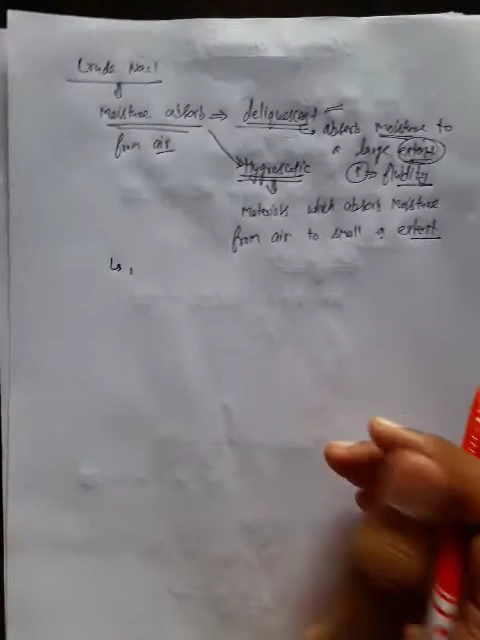 Crude NaCl
Moisture absorb → deliquescent
from air
absorb moisture to
a large extent
↑ → fluidity
Hygroscopic
Materials which absorb moisture
from air to small a extent